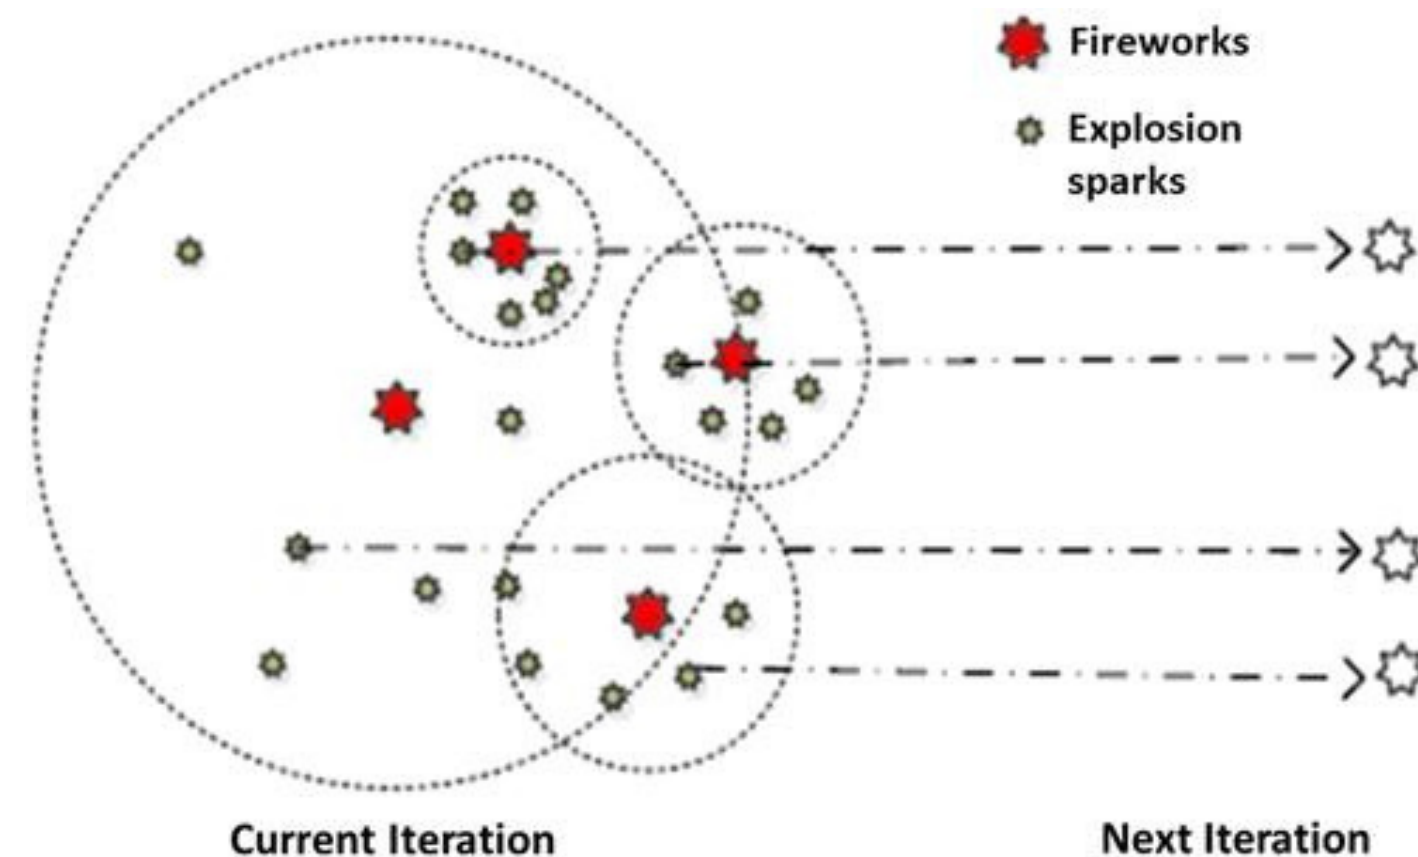 Fireworks
Explosion
sparks
Current Iteration
Next Iteration